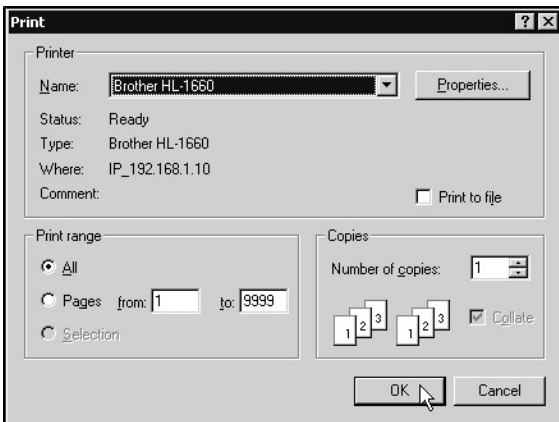 Print
Printer
Name: Brother HL-1660 Properties...
Status: Ready
Type: Brother HL-1660
Where: IP_192.168.1.10
Comment: Print to file
Print range
All
Pages from: 1 to: 9999
Selection
Copies
Number of copies: 1
1 2 3 1 2 3 Collate
OK Cancel